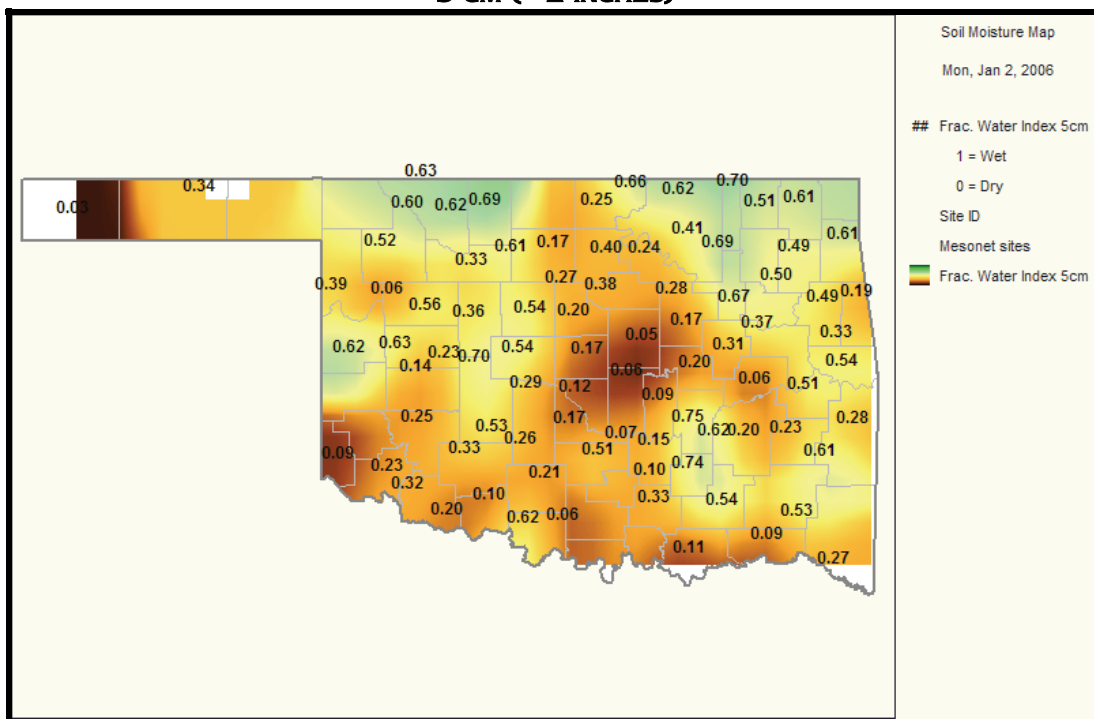 Soil Moisture Map
Mon, Jan 2, 2006
## Frac. Water Index 5cm
1 = Wet
0 = Dry
Site ID
Mesonet sites
Frac. Water Index 5cm
0.63
0.03 0.34 0.60 0.62 0.69 0.25 0.66 0.62 0.70 0.51 0.61
0.52 0.33 0.61 0.17 0.40 0.24 0.41 0.69 0.49 0.61
0.39 0.06 0.56 0.36 0.54 0.27 0.20 0.38 0.28 0.67 0.50 0.49 0.19
0.62 0.63 0.14 0.23 0.70 0.54 0.17 0.05 0.17 0.31 0.37 0.33
0.29 0.12 0.06 0.09 0.20 0.06 0.51 0.54
0.25 0.53 0.26 0.17 0.07 0.15 0.75 0.62 0.20 0.23 0.28
0.09 0.23 0.32 0.33 0.21 0.51 0.10 0.74 0.61
0.20 0.10 0.62 0.06 0.33 0.54 0.53
0.11 0.09 0.27